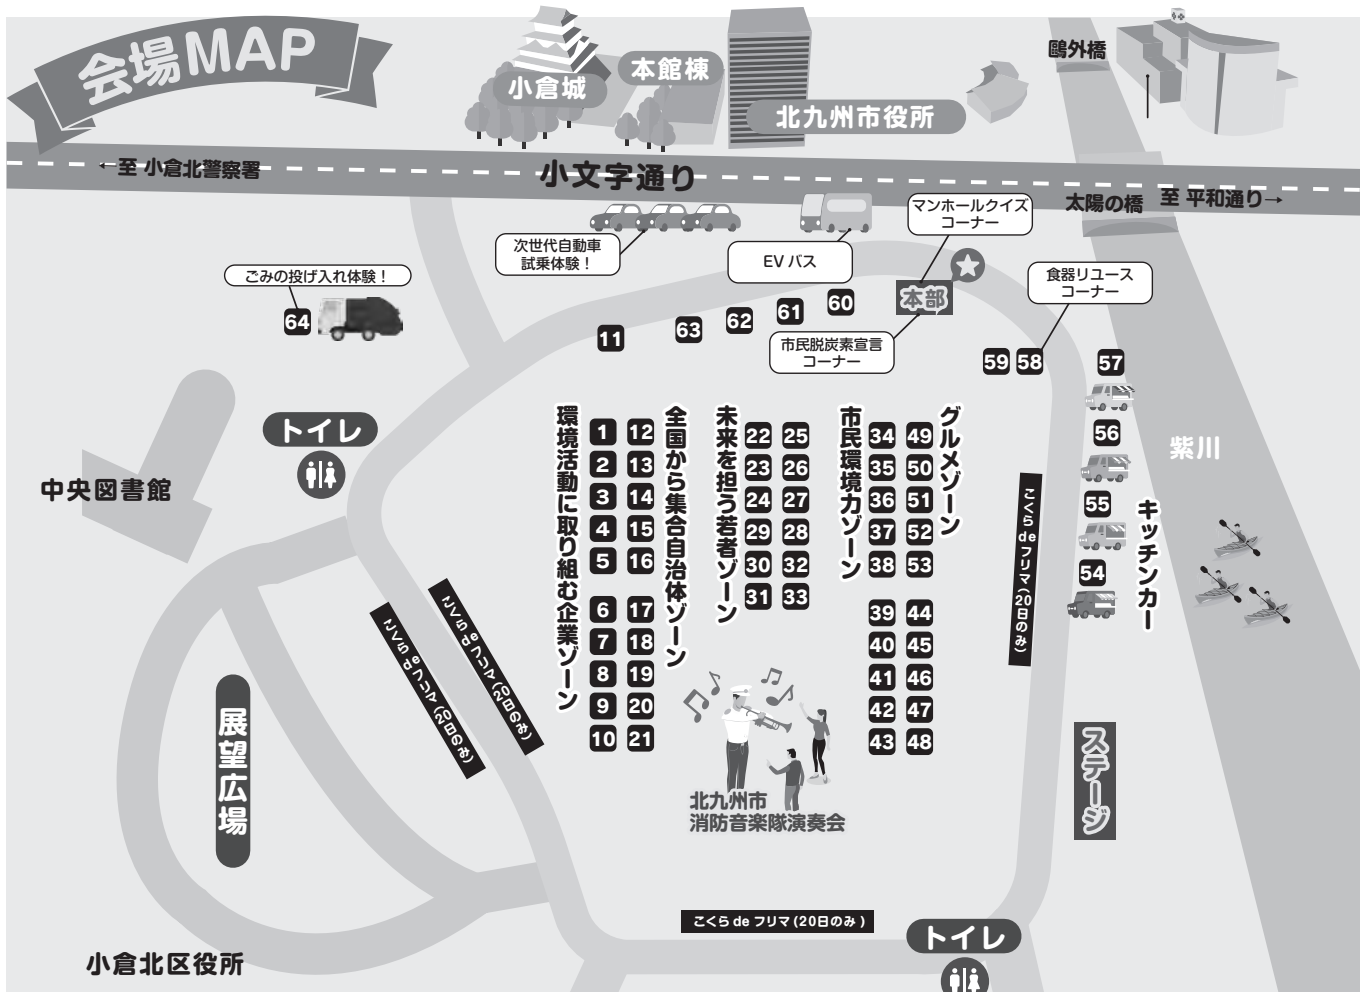 会場MAP
小倉城
本館棟
北九州市役所
鷗外橋
←至 小倉北警察署
小文字通り
太陽の橋
至 平和通り→
次世代自動車
試乗体験！
EV バス
マンホールクイズ
コーナー
本部
食器リユース
コーナー
市民脱炭素宣言
コーナー
ごみの投げ入れ体験！
64
11
63
62
61
60
59
58
57
56
55
54
キッチンカー
紫川
トイレ
中央図書館
環境活動に取り組む企業ゾーン
1
2
3
4
5
6
7
8
9
10
全国から集合自治体ゾーン
12
13
14
15
16
17
18
19
20
21
未来を担う若者ゾーン
22 25
23 26
24 27
29 28
30 32
31 33
市民環境力ゾーン
グルメゾーン
34 49
35 50
36 51
37 52
38 53
39 44
40 45
41 46
42 47
43 48
こくら de フリマ (20日のみ)
こくら de フリマ (20日のみ)
こくら de フリマ (20日のみ)
展望広場
北九州市
消防音楽隊演奏会
ステージ
こくら de フリマ (20日のみ )
トイレ
小倉北区役所